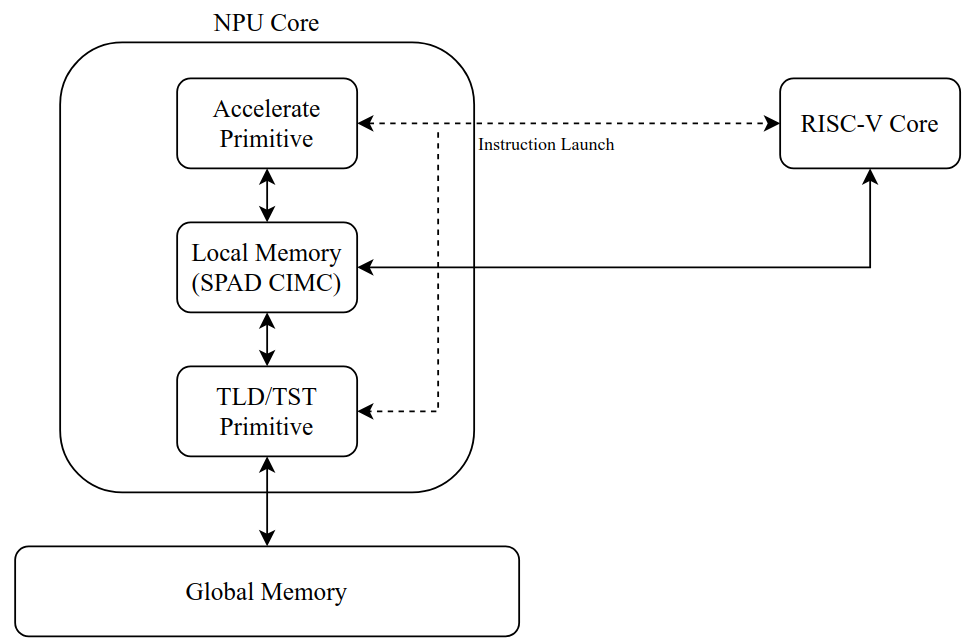 NPU Core
Accelerate
Primitive
RISC-V Core
Instruction Launch
Local Memory
(SPAD CIMC)
TLD/TST
Primitive
Global Memory